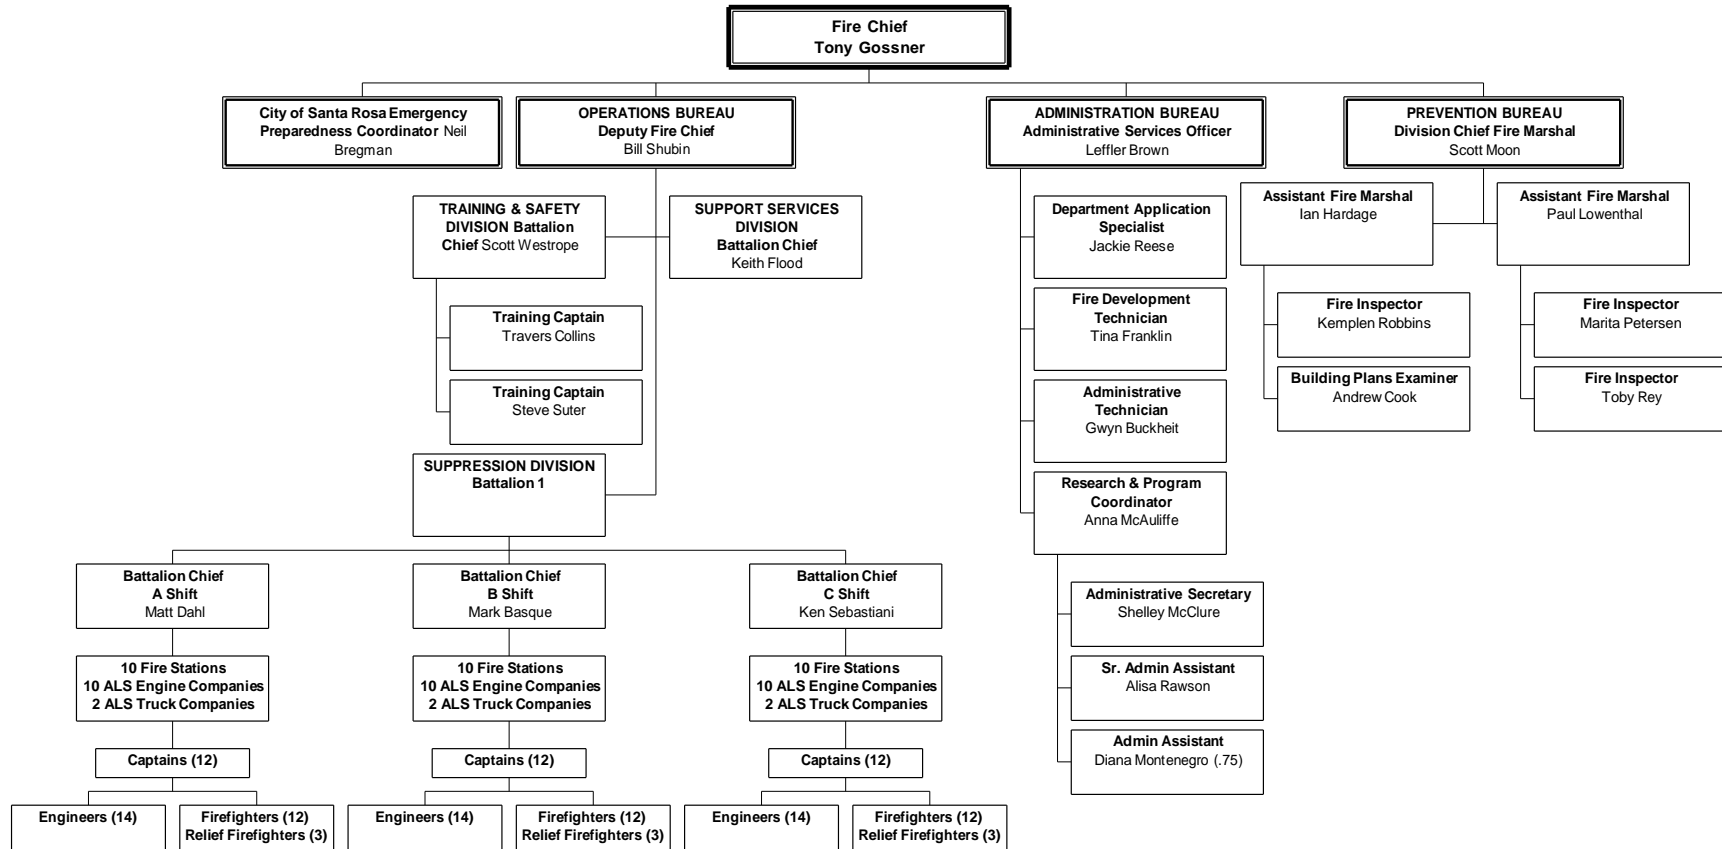 Fire Chief
Tony Gossner
City of Santa Rosa Emergency
Preparedness Coordinator Neil
Bregman
OPERATIONS BUREAU
Deputy Fire Chief
Bill Shubin
ADMINISTRATION BUREAU
Administrative Services Officer
Leffler Brown
PREVENTION BUREAU
Division Chief Fire Marshal
Scott Moon
TRAINING & SAFETY
DIVISION Battalion
Chief Scott Westrope
SUPPORT SERVICES
DIVISION
Battalion Chief
Keith Flood
Training Captain
Travers Collins
Training Captain
Steve Suter
SUPPRESSION DIVISION
Battalion 1
Battalion Chief
A Shift
Matt Dahl
10 Fire Stations
10 ALS Engine Companies
2 ALS Truck Companies
Captains (12)
Engineers (14)
Firefighters (12)
Relief Firefighters (3)
Battalion Chief
B Shift
Mark Basque
10 Fire Stations
10 ALS Engine Companies
2 ALS Truck Companies
Captains (12)
Engineers (14)
Firefighters (12)
Relief Firefighters (3)
Battalion Chief
C Shift
Ken Sebastiani
10 Fire Stations
10 ALS Engine Companies
2 ALS Truck Companies
Captains (12)
Engineers (14)
Firefighters (12)
Relief Firefighters (3)
Department Application
Specialist
Jackie Reese
Fire Development
Technician
Tina Franklin
Administrative
Technician
Gwyn Buckheit
Research & Program
Coordinator
Anna McAuliffe
Administrative Secretary
Shelley McClure
Sr. Admin Assistant
Alisa Rawson
Admin Assistant
Diana Montenegro (.75)
Assistant Fire Marshal
Ian Hardage
Fire Inspector
Kemplen Robbins
Building Plans Examiner
Andrew Cook
Assistant Fire Marshal
Paul Lowenthal
Fire Inspector
Marita Petersen
Fire Inspector
Toby Rey